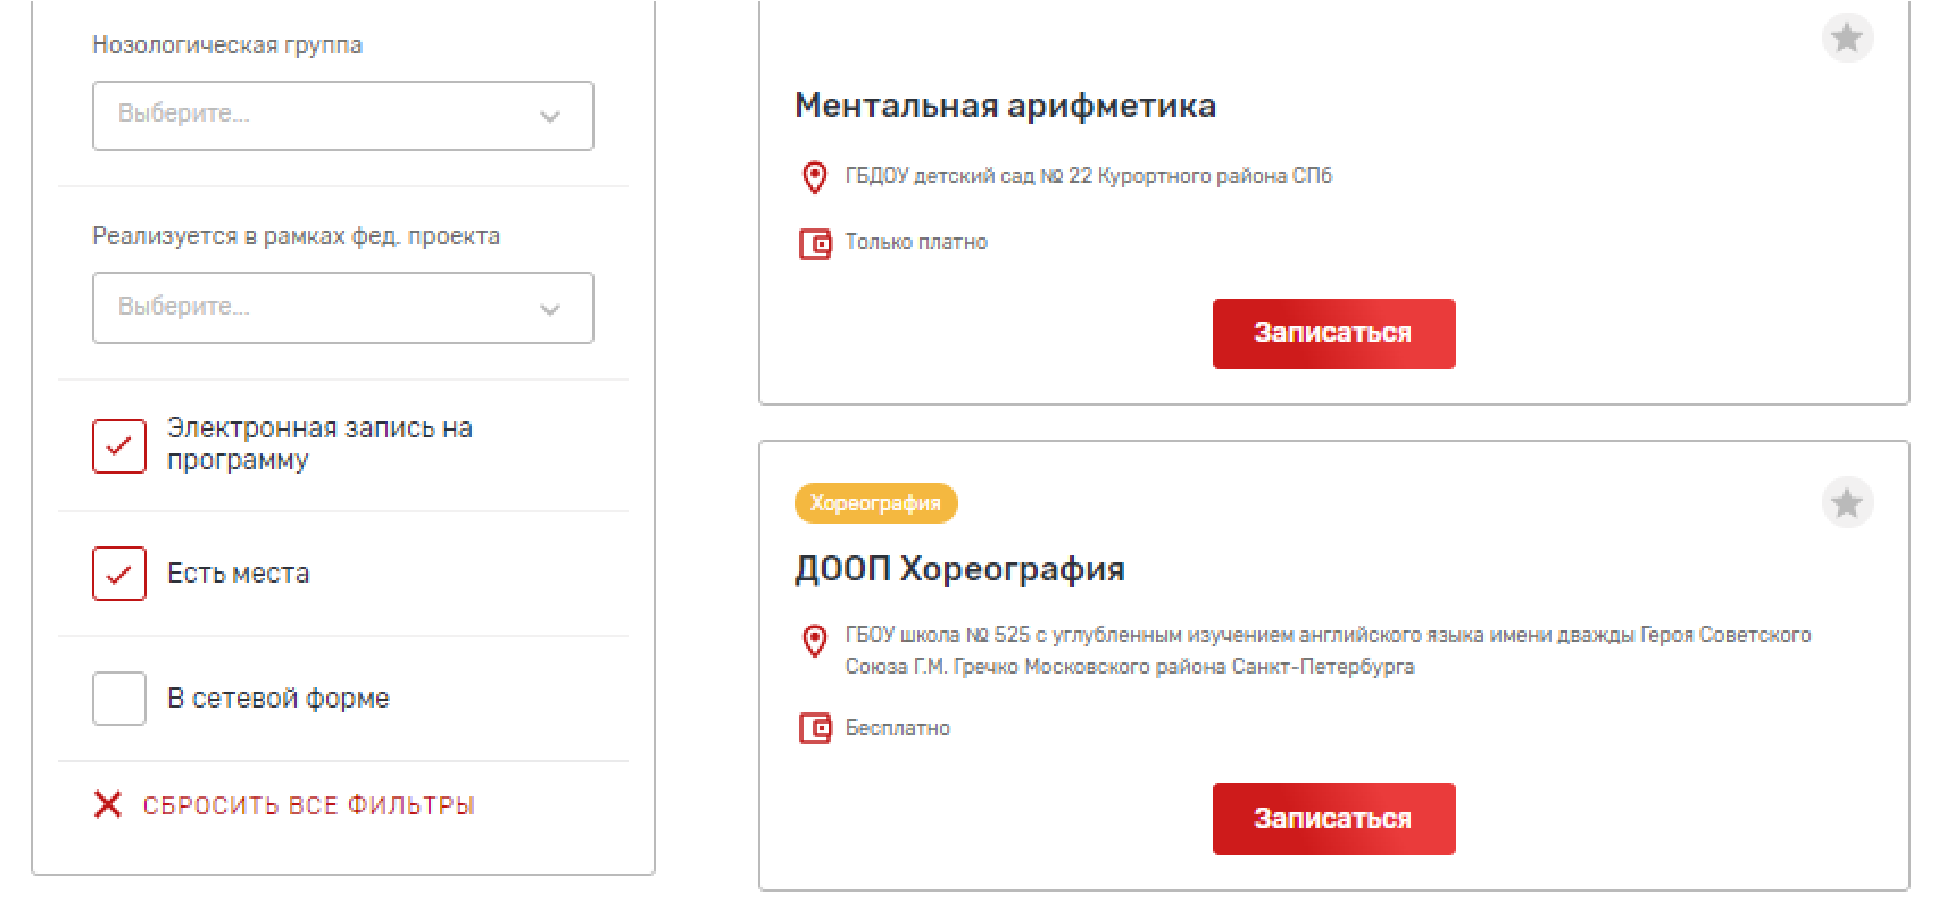 Нозологическая группа
Выберите...
Реализуется в рамках фед. проекта
Выберите...
Электронная запись на
программу
Есть места
В сетевой форме
СБРОСИТЬ ВСЕ ФИЛЬТРЫ
Ментальная арифметика
ГБДОУ детский сад № 22 Курортного района СПб
Только платно
Записаться
Хореография
ДООП Хореография
ГБОУ школа № 525 с углубленным изучением английского языка имени дважды Героя Советского
Союза Г.М. Гречко Московского района Санкт-Петербурга
Бесплатно
Записаться